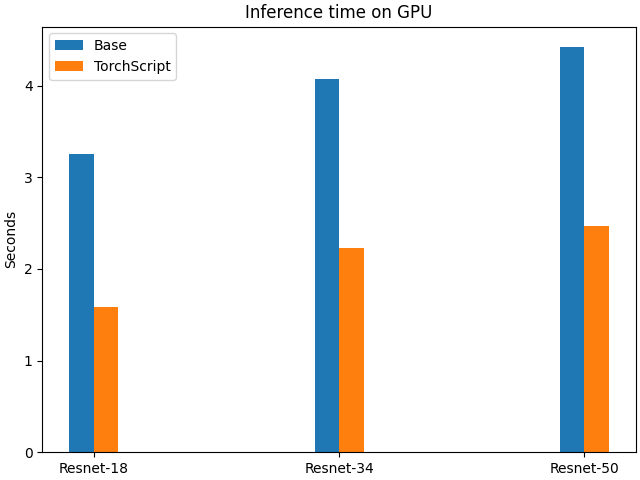 Inference time on GPU
Base
TorchScript
Seconds
4
3
2
1
0
Resnet-18 Resnet-34 Resnet-50